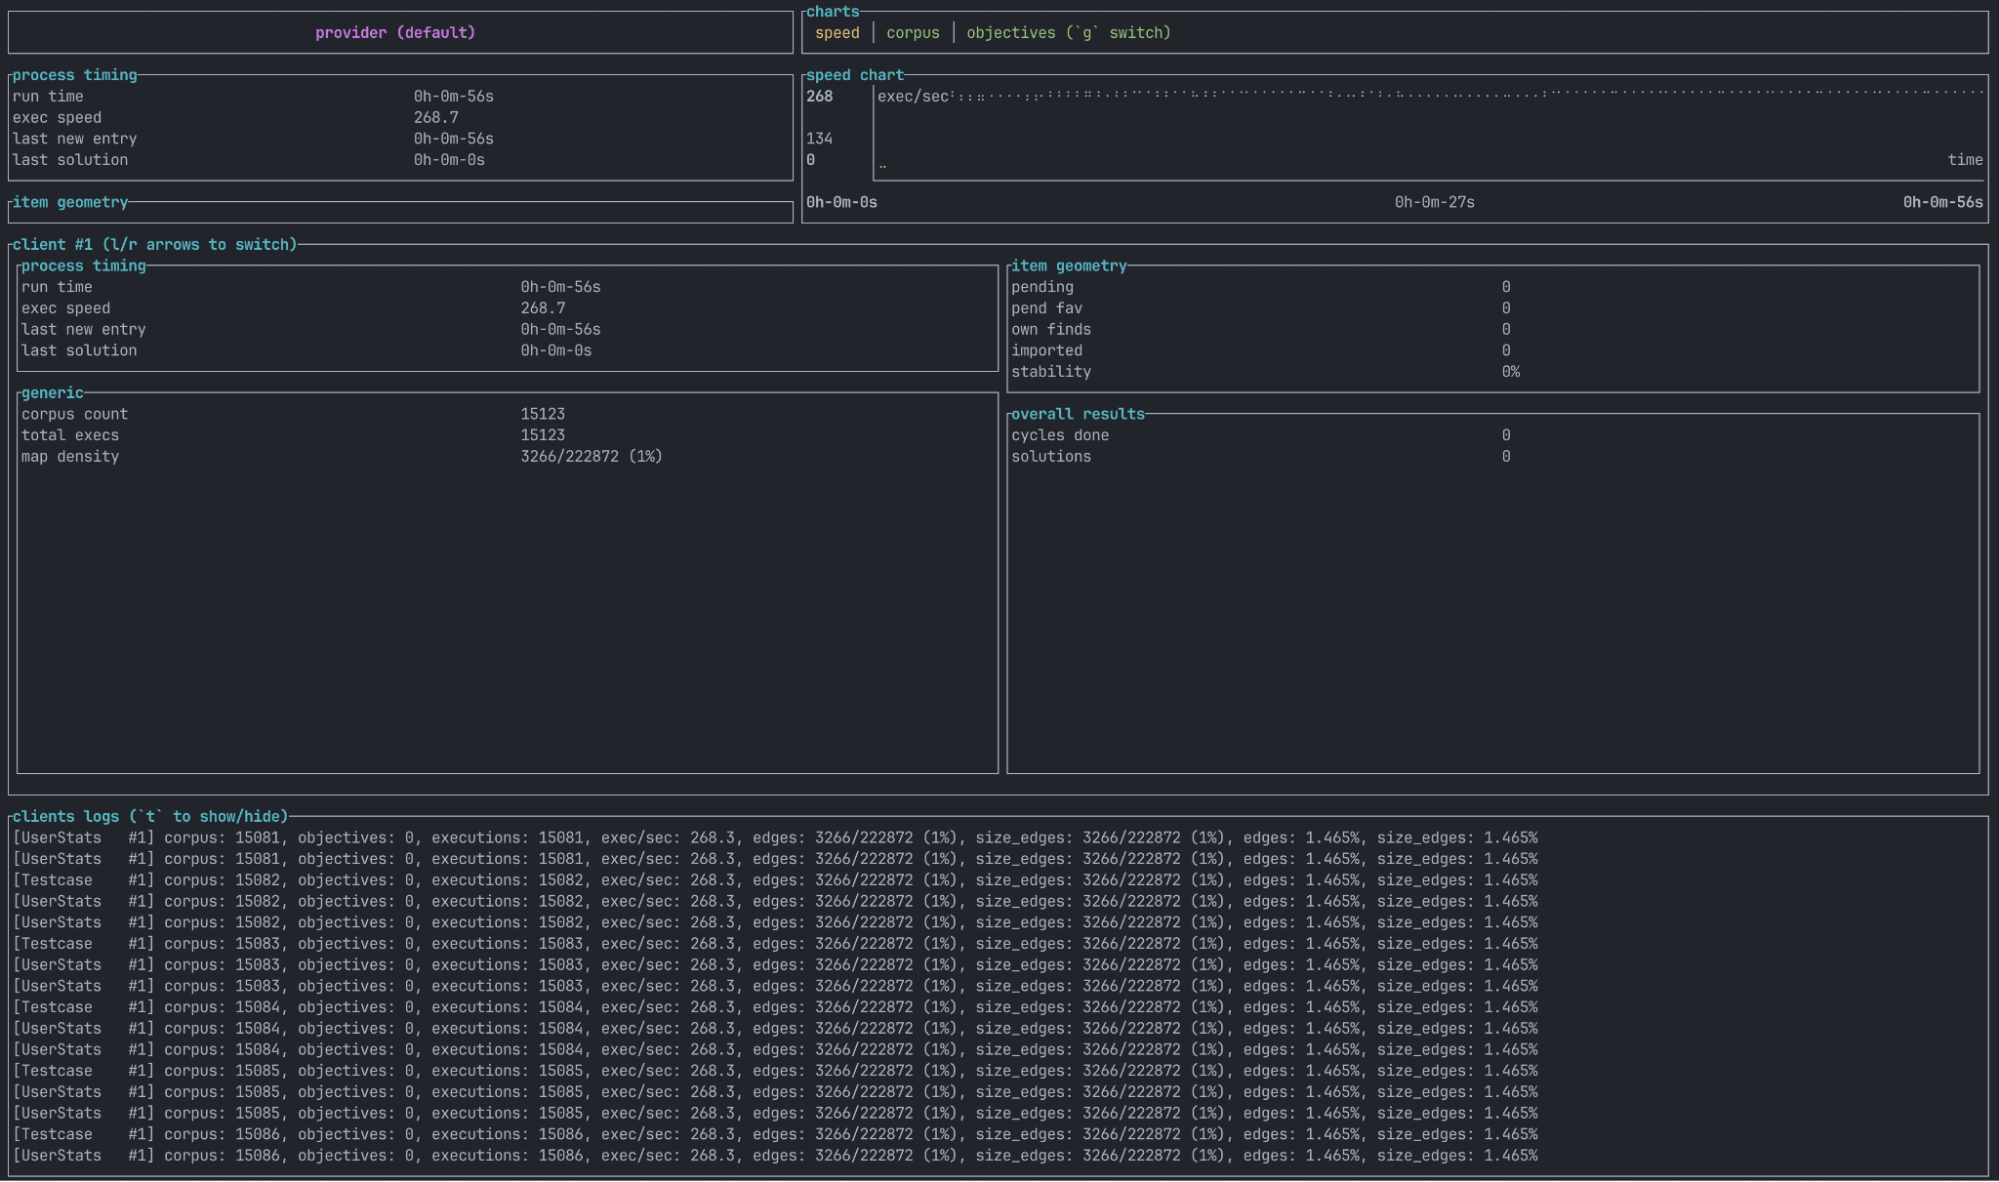 provider (default)
charts
speed │ corpus │ objectives (`g` switch)
process timing
run time 0h-0m-56s
exec speed 268.7
last new entry 0h-0m-56s
last solution 0h-0m-0s
item geometry
speed chart
268 exec/sec
134
0 time
0h-0m-0s 0h-0m-27s 0h-0m-56s
client #1 (l/r arrows to switch)
process timing
run time 0h-0m-56s
exec speed 268.7
last new entry 0h-0m-56s
last solution 0h-0m-0s
generic
corpus count 15123
total execs 15123
map density 3266/222872 (1%)
item geometry
pending 0
pend fav 0
own finds 0
imported 0
stability 0%
overall results
cycles done 0
solutions 0
clients logs (`t` to show/hide)
[UserStats   #1] corpus: 15081, objectives: 0, executions: 15081, exec/sec: 268.3, edges: 3266/222872 (1%), size_edges: 3266/222872 (1%), edges: 1.465%, size_edges: 1.465%
[UserStats   #1] corpus: 15081, objectives: 0, executions: 15081, exec/sec: 268.3, edges: 3266/222872 (1%), size_edges: 3266/222872 (1%), edges: 1.465%, size_edges: 1.465%
[Testcase    #1] corpus: 15082, objectives: 0, executions: 15082, exec/sec: 268.3, edges: 3266/222872 (1%), size_edges: 3266/222872 (1%), edges: 1.465%, size_edges: 1.465%
[UserStats   #1] corpus: 15082, objectives: 0, executions: 15082, exec/sec: 268.3, edges: 3266/222872 (1%), size_edges: 3266/222872 (1%), edges: 1.465%, size_edges: 1.465%
[UserStats   #1] corpus: 15082, objectives: 0, executions: 15082, exec/sec: 268.3, edges: 3266/222872 (1%), size_edges: 3266/222872 (1%), edges: 1.465%, size_edges: 1.465%
[Testcase    #1] corpus: 15083, objectives: 0, executions: 15083, exec/sec: 268.3, edges: 3266/222872 (1%), size_edges: 3266/222872 (1%), edges: 1.465%, size_edges: 1.465%
[UserStats   #1] corpus: 15083, objectives: 0, executions: 15083, exec/sec: 268.3, edges: 3266/222872 (1%), size_edges: 3266/222872 (1%), edges: 1.465%, size_edges: 1.465%
[UserStats   #1] corpus: 15083, objectives: 0, executions: 15083, exec/sec: 268.3, edges: 3266/222872 (1%), size_edges: 3266/222872 (1%), edges: 1.465%, size_edges: 1.465%
[Testcase    #1] corpus: 15084, objectives: 0, executions: 15084, exec/sec: 268.3, edges: 3266/222872 (1%), size_edges: 3266/222872 (1%), edges: 1.465%, size_edges: 1.465%
[UserStats   #1] corpus: 15084, objectives: 0, executions: 15084, exec/sec: 268.3, edges: 3266/222872 (1%), size_edges: 3266/222872 (1%), edges: 1.465%, size_edges: 1.465%
[UserStats   #1] corpus: 15084, objectives: 0, executions: 15084, exec/sec: 268.3, edges: 3266/222872 (1%), size_edges: 3266/222872 (1%), edges: 1.465%, size_edges: 1.465%
[Testcase    #1] corpus: 15085, objectives: 0, executions: 15085, exec/sec: 268.3, edges: 3266/222872 (1%), size_edges: 3266/222872 (1%), edges: 1.465%, size_edges: 1.465%
[UserStats   #1] corpus: 15085, objectives: 0, executions: 15085, exec/sec: 268.3, edges: 3266/222872 (1%), size_edges: 3266/222872 (1%), edges: 1.465%, size_edges: 1.465%
[UserStats   #1] corpus: 15085, objectives: 0, executions: 15085, exec/sec: 268.3, edges: 3266/222872 (1%), size_edges: 3266/222872 (1%), edges: 1.465%, size_edges: 1.465%
[Testcase    #1] corpus: 15086, objectives: 0, executions: 15086, exec/sec: 268.3, edges: 3266/222872 (1%), size_edges: 3266/222872 (1%), edges: 1.465%, size_edges: 1.465%
[UserStats   #1] corpus: 15086, objectives: 0, executions: 15086, exec/sec: 268.3, edges: 3266/222872 (1%), size_edges: 3266/222872 (1%), edges: 1.465%, size_edges: 1.465%